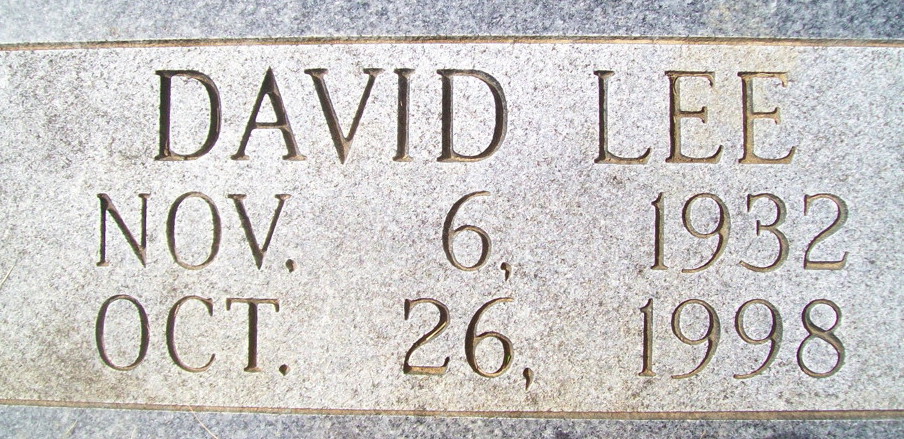 DAVID LEE
NOV. 6, 1932
OCT. 26, 1998